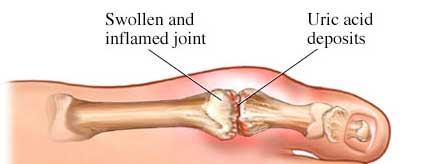 Swollen and
inflamed joint
Uric acid
deposits